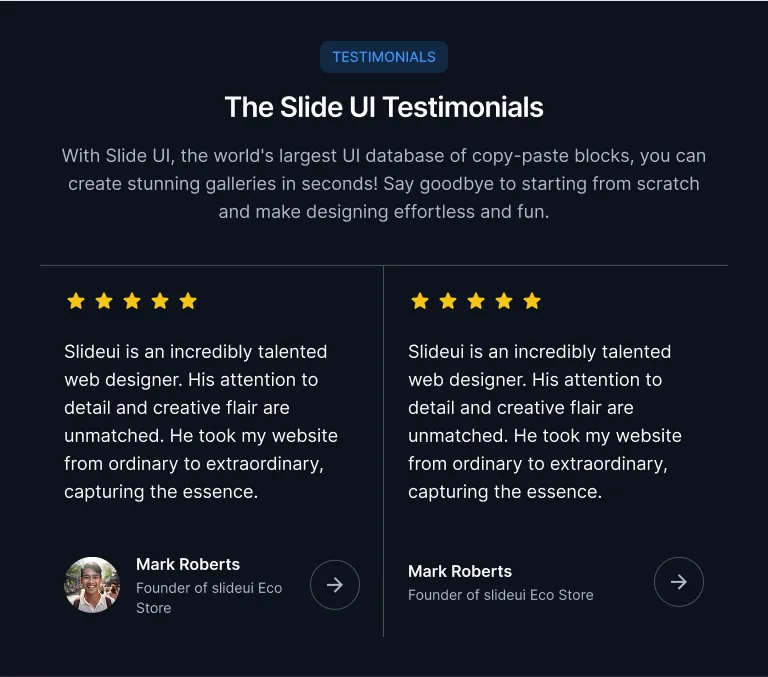 TESTIMONIALS
The Slide UI Testimonials
With Slide UI, the world's largest UI database of copy-paste blocks, you can
create stunning galleries in seconds! Say goodbye to starting from scratch
and make designing effortless and fun.
Slideui is an incredibly talented
web designer. His attention to
detail and creative flair are
unmatched. He took my website
from ordinary to extraordinary,
capturing the essence.
Mark Roberts
Founder of slideui Eco
Store
Slideui is an incredibly talented
web designer. His attention to
detail and creative flair are
unmatched. He took my website
from ordinary to extraordinary,
capturing the essence.
Mark Roberts
Founder of slideui Eco Store